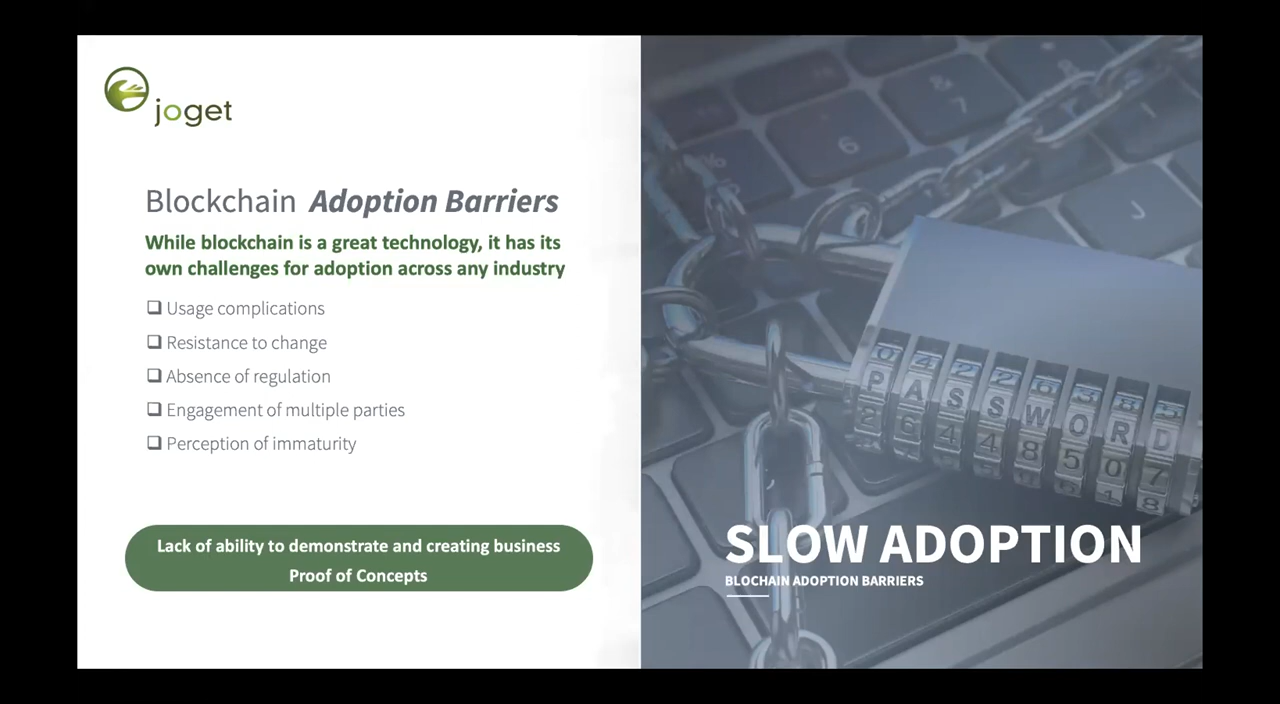 joget
Blockchain Adoption Barriers
While blockchain is a great technology, it has its
own challenges for adoption across any industry
❑ Usage complications
❑ Resistance to change
❑ Absence of regulation
❑ Engagement of multiple parties
❑ Perception of immaturity
Lack of ability to demonstrate and creating business
Proof of Concepts
PASSWORD
26448507
SLOW ADOPTION
BLOCHAIN ADOPTION BARRIERS